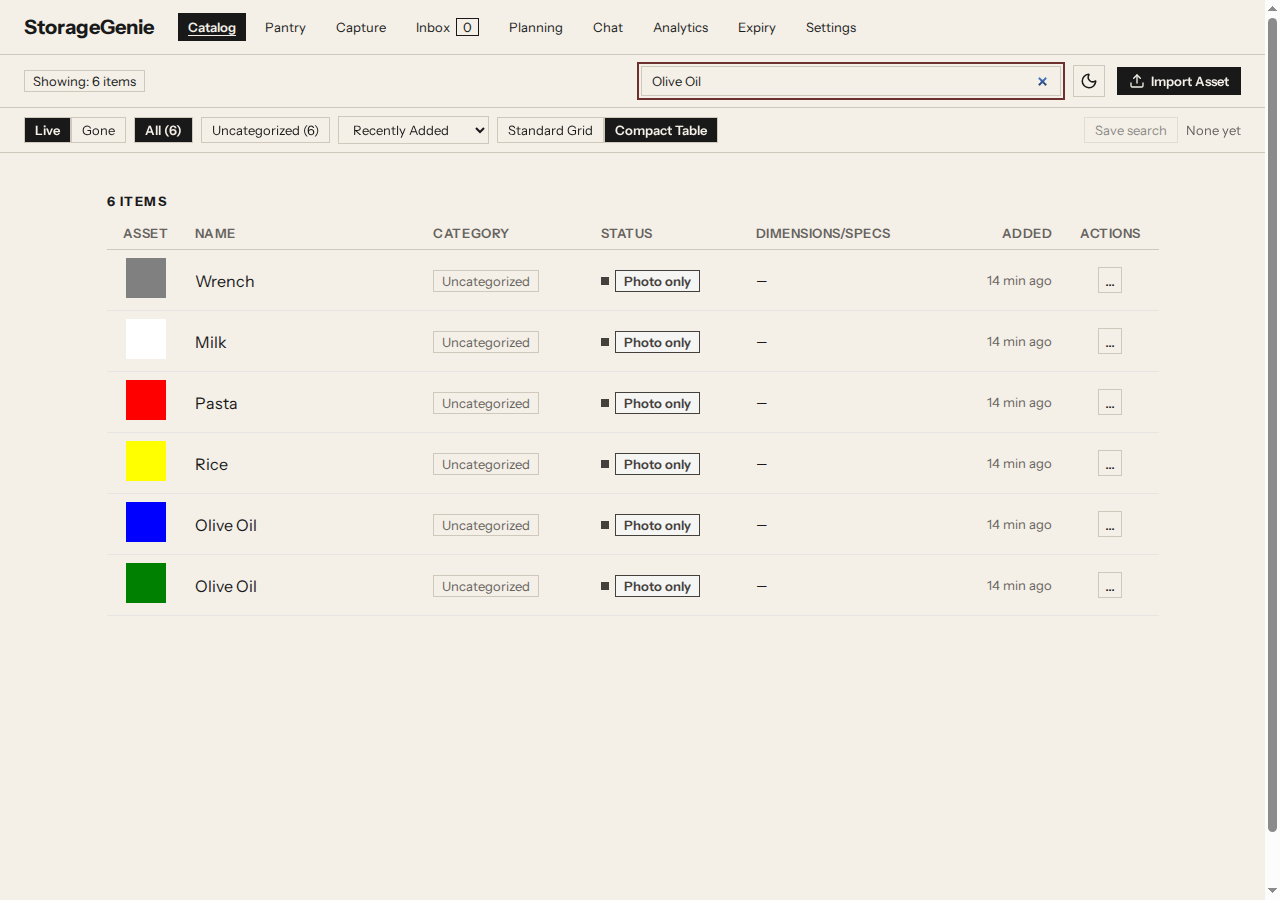 StorageGenie Catalog Pantry Capture Inbox 0 Planning Chat Analytics Expiry Settings
Showing: 6 items Olive Oil × Import Asset
Live Gone All (6) Uncategorized (6) Recently Added Standard Grid Compact Table Save search None yet
6 ITEMS
ASSET NAME CATEGORY STATUS DIMENSIONS/SPECS ADDED ACTIONS
Wrench Uncategorized Photo only — 14 min ago ...
Milk Uncategorized Photo only — 14 min ago ...
Pasta Uncategorized Photo only — 14 min ago ...
Rice Uncategorized Photo only — 14 min ago ...
Olive Oil Uncategorized Photo only — 14 min ago ...
Olive Oil Uncategorized Photo only — 14 min ago ...